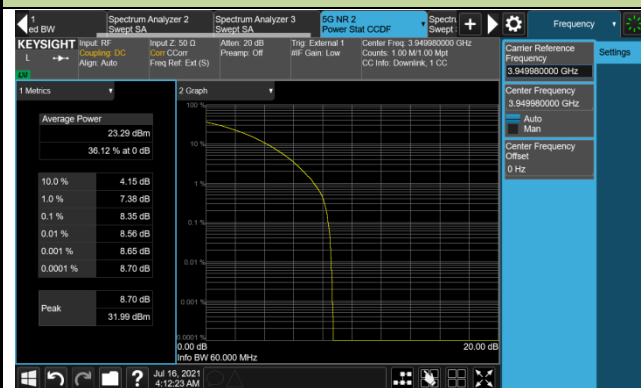 1
ed BW
Spectrum Analyzer 2
Swept SA
Spectrum Analyzer 3
Swept SA
5G NR 2
Power Stat CCDF
Spectru
Swept
Frequency
KEYSIGHT
L
LXI
Input: RF
Coupling: DC
Align: Auto
Input Z: 50 Ω
Corr CCorr
Freq Ref: Ext (S)
Atten: 20 dB
Preamp: Off
Trig: External 1
#IF Gain: Low
Center Freq: 3.949980000 GHz
Counts: 1.00 M/1.00 Mpt
CC Info: Downlink, 1 CC
Carrier Reference
Frequency
3.949980000 GHz
Settings
Center Frequency
3.949980000 GHz
Auto
Man
Center Frequency
Offset
0 Hz
1 Metrics
Average Power
23.29 dBm
36.12 % at 0 dB
10.0 % 4.15 dB
1.0 % 7.38 dB
0.1 % 8.35 dB
0.01 % 8.56 dB
0.001 % 8.65 dB
0.0001 % 8.70 dB
Peak
8.70 dB
31.99 dBm
2 Graph
100 %
10 %
1 %
0.1 %
0.01 %
0.001 %
0.0001 %
0.00 dB
20.00 dB
Info BW 60.000 MHz
?
Jul 16, 2021
4:12:23 AM